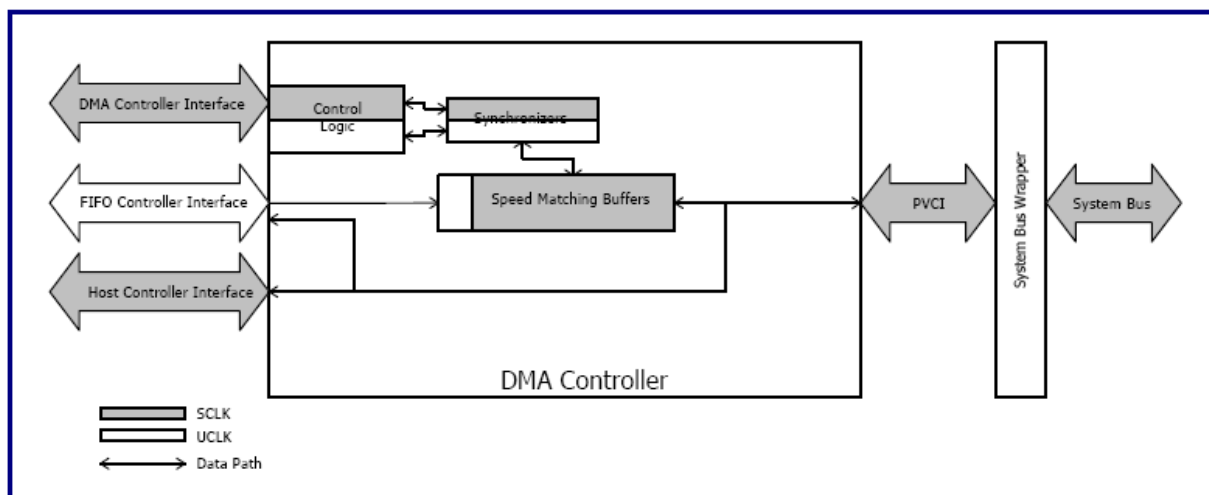 DMA Controller Interface
Control
Logic
Synchronizers
FIFO Controller Interface
Speed Matching Buffers
PVCI
System Bus Wrapper
System Bus
Host Controller Interface
DMA Controller
SCLK
UCLK
Data Path